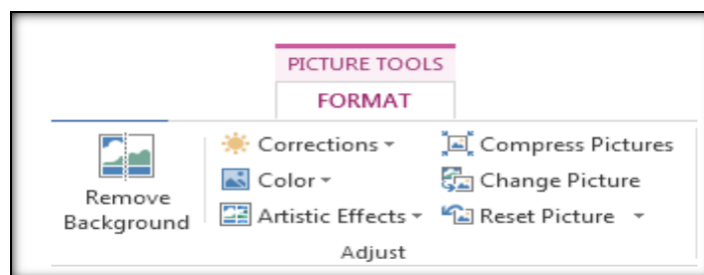 PICTURE TOOLS
FORMAT
Remove
Background
Corrections
Color
Artistic Effects
Compress Pictures
Change Picture
Reset Picture
Adjust